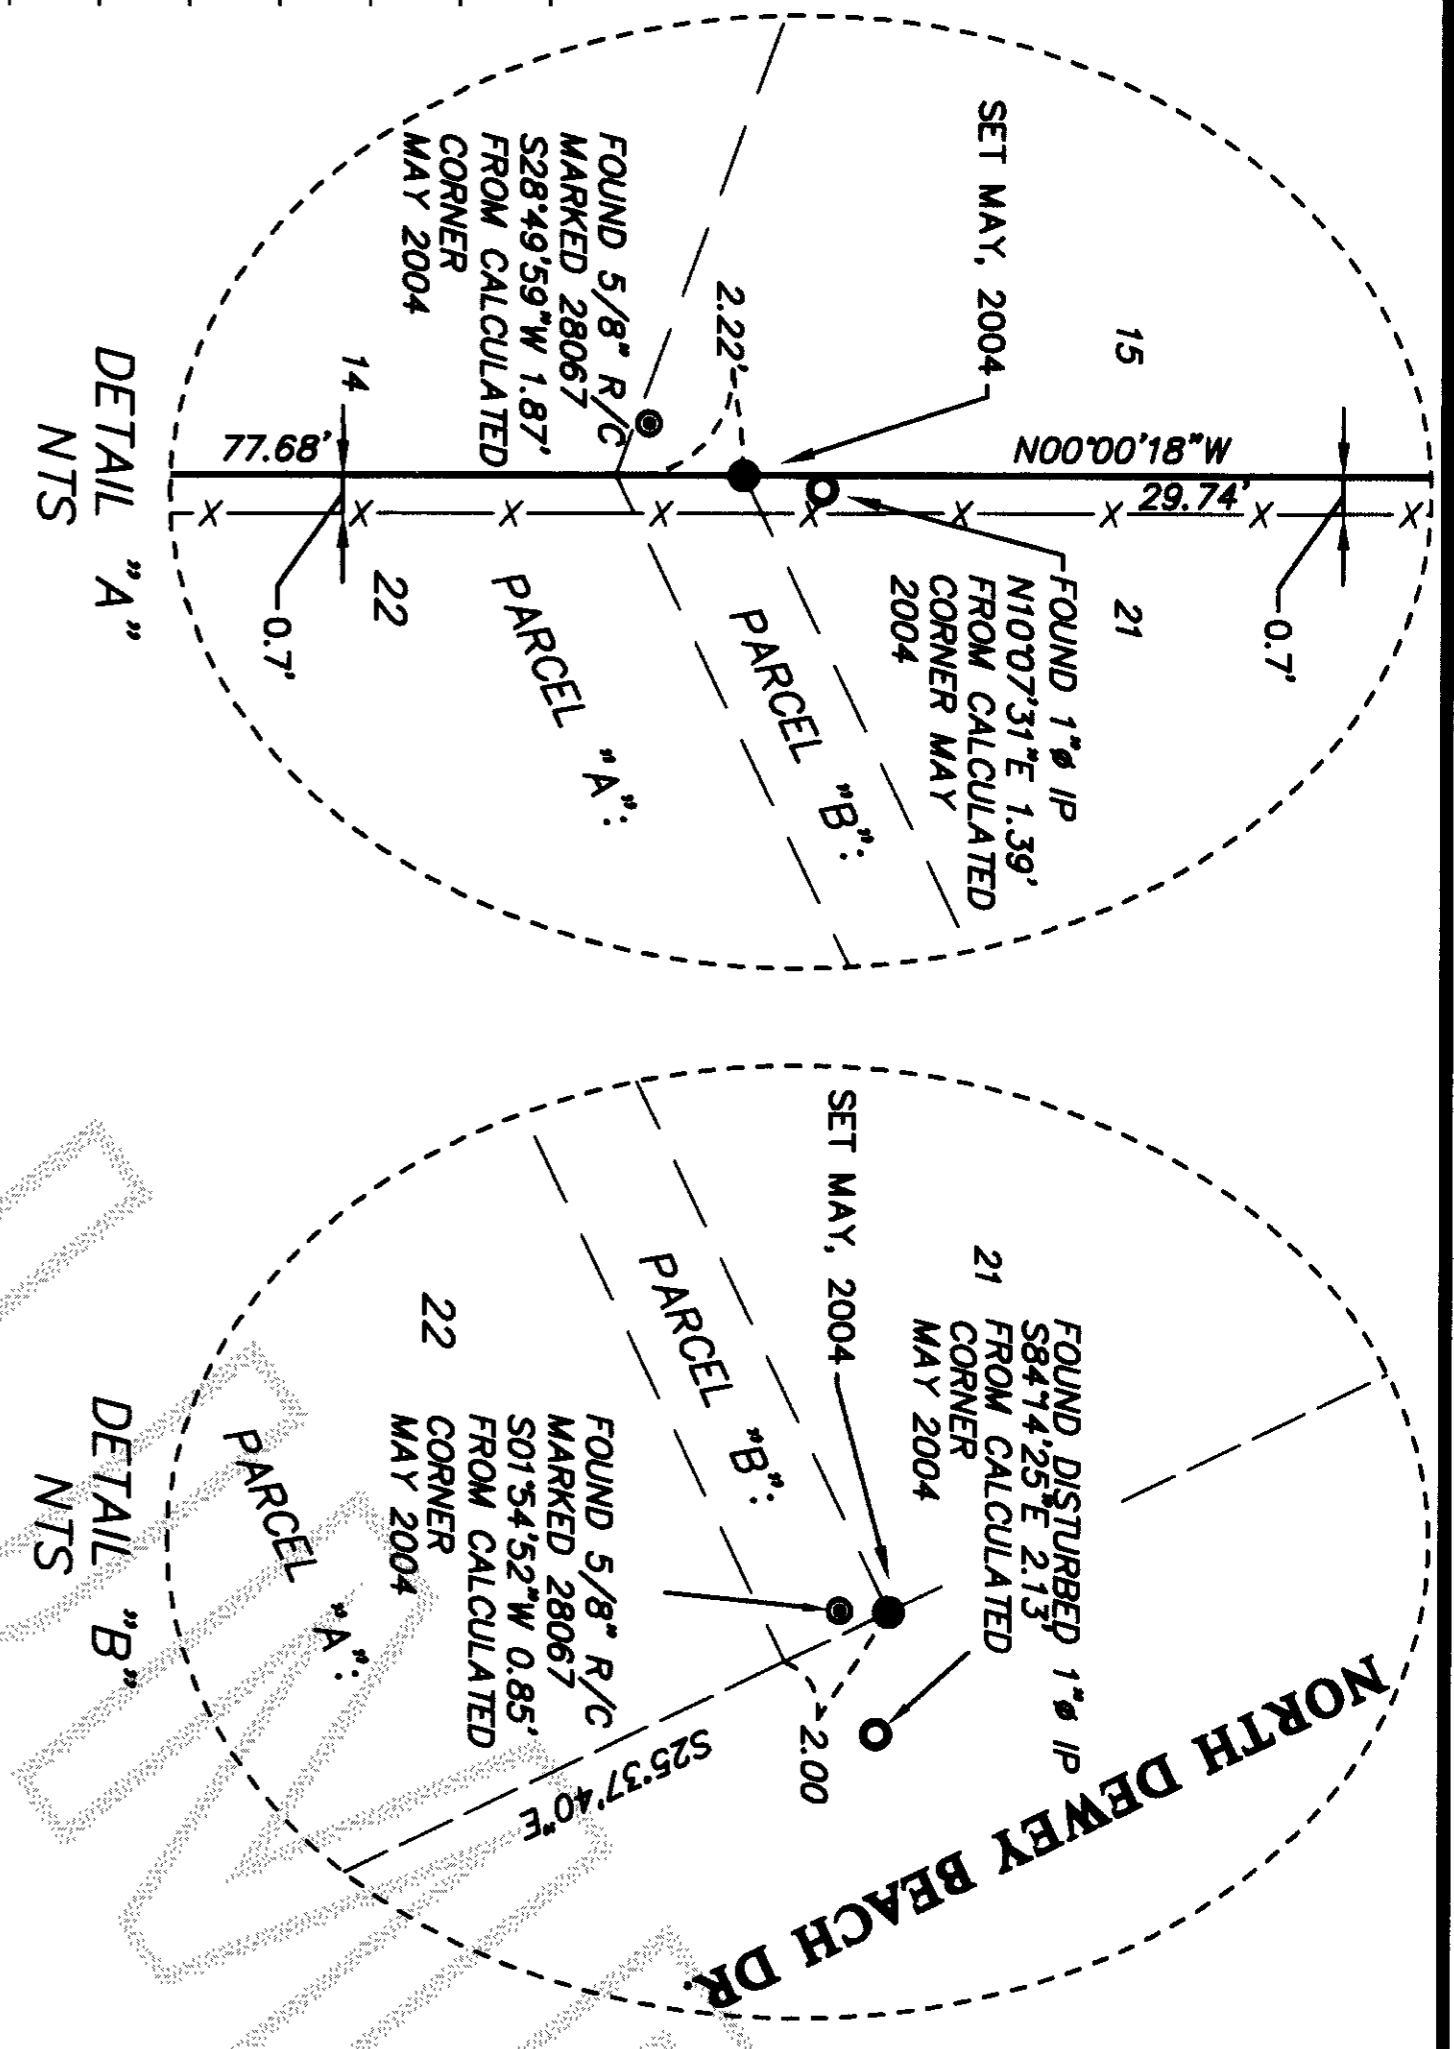 SET MAY, 2004
15
N00°00'18"W
29.74'
0.7'
21
FOUND 1"ø IP
N10°07'31"E 1.39'
FROM CALCULATED
CORNER MAY
2004
2.22'
FOUND 5/8" R/C
MARKED 28067
S28°49'59"W 1.87'
FROM CALCULATED
CORNER
MAY 2004
PARCEL "B":
PARCEL "A":
14
77.68'
22
0.7'
DETAIL "A"
NTS
FOUND DISTURBED 1"ø IP
S84°14'25"E 2.13'
21 FROM CALCULATED
CORNER
MAY 2004
SET MAY, 2004
NORTH DEWEY BEACH DR.
2.00
PARCEL "B":
S25°37'40"E
FOUND 5/8" R/C
MARKED 28067
S01°54'52"W 0.85'
22 FROM CALCULATED
CORNER
MAY 2004
PARCEL "A":
DETAIL "B"
NTS